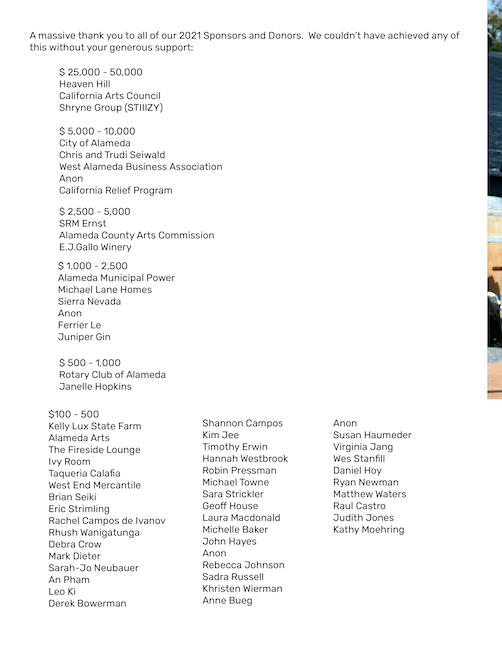 A massive thank you to all of our 2021 Sponsors and Donors. We couldn't have achieved any of
this without your generous support:
$ 25,000 - 50,000
Heaven Hill
California Arts Council
Shryne Group (STIIIZY)
$ 5,000 - 10,000
City of Alameda
Chris and Trudi Seiwald
West Alameda Business Association
Anon
California Relief Program
$ 2,500 - 5,000
SRM Ernst
Alameda County Arts Commission
E.J.Gallo Winery
$ 1,000 - 2,500
Alameda Municipal Power
Michael Lane Homes
Sierra Nevada
Anon
Ferrier Le
Juniper Gin
$ 500 - 1,000
Rotary Club of Alameda
Janelle Hopkins
$100 - 500
Kelly Lux State Farm
Alameda Arts
The Fireside Lounge
Ivy Room
Taqueria Calafia
West End Mercantile
Brian Seiki
Eric Strimling
Rachel Campos de Ivanov
Rhush Wanigatunga
Debra Crow
Mark Dieter
Sarah-Jo Neubauer
An Pham
Leo Ki
Derek Bowerman
Shannon Campos
Kim Jee
Timothy Erwin
Hannah Westbrook
Robin Pressman
Michael Towne
Sara Strickler
Geoff House
Laura Macdonald
Michelle Baker
John Hayes
Anon
Rebecca Johnson
Sadra Russell
Khristen Wierman
Anne Bueg
Anon
Susan Haumeder
Virginia Jang
Wes Stanfill
Daniel Hoy
Ryan Newman
Matthew Waters
Raul Castro
Judith Jones
Kathy Moehring